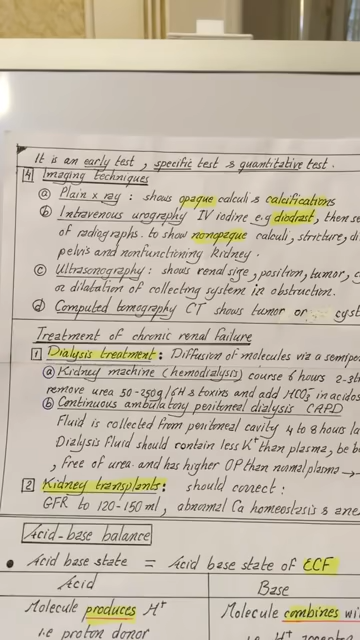 It is an early test, specific test & quantitative test.
4 Imaging techniques
ⓐ Plain x ray : shows opaque calculi & calcifications
ⓑ Intravenous urography IV iodine e.g diodrast, then se
of radiographs to show nonopaque calculi, stricture, di
pelvis and nonfunctioning kidney.
ⓒ Ultrasonography : shows renal size, position, tumor,
or dilatation of collecting system in obstruction.
ⓓ Computed tomography CT shows tumor or cyst
Treatment of chronic renal failure
1 Dialysis treatment: Diffusion of molecules via a semipo
ⓐ Kidney machine (hemodialysis) course 6 hours 2-3t
remove urea 50-250g/6H & toxins and add HCO3 in acidos
ⓑ Continuous ambulatory peritoneal dialysis CAPD
Fluid is collected from peritoneal cavity 4 to 8 hours la
Dialysis fluid should contain less K+ than plasma, be b
, free of urea and has higher OP than normal plasma →
2 Kidney transplants: should correct:
GFR to 120-150 ml, abnormal Ca homeostasis & ane
Acid-base balance
• Acid base state = Acid base state of ECF
Acid Base
Molecule produces H+ Molecule combines wi
i.e proton donor i.e H+